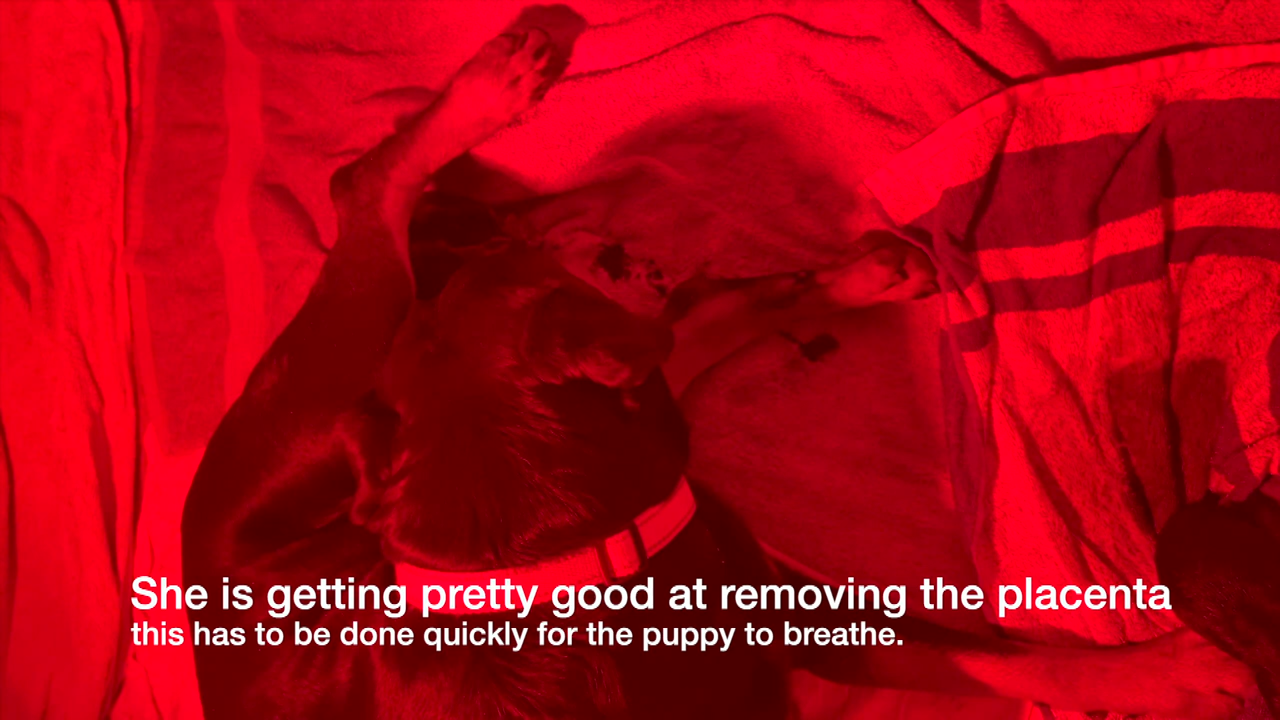 She is getting pretty good at removing the placenta
this has to be done quickly for the puppy to breathe.